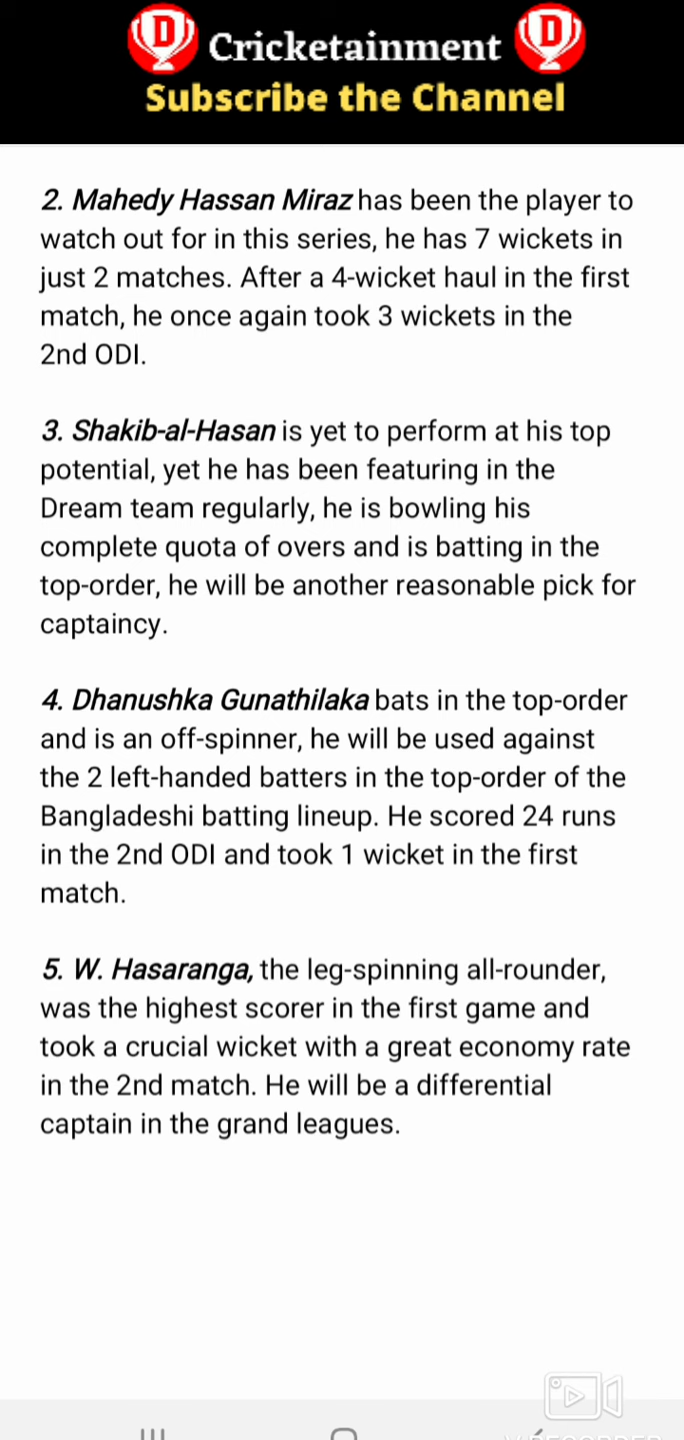 D Cricketainment D
Subscribe the Channel
2. Mahedy Hassan Miraz has been the player to
watch out for in this series, he has 7 wickets in
just 2 matches. After a 4-wicket haul in the first
match, he once again took 3 wickets in the
2nd ODI.
3. Shakib-al-Hasan is yet to perform at his top
potential, yet he has been featuring in the
Dream team regularly, he is bowling his
complete quota of overs and is batting in the
top-order, he will be another reasonable pick for
captaincy.
4. Dhanushka Gunathilaka bats in the top-order
and is an off-spinner, he will be used against
the 2 left-handed batters in the top-order of the
Bangladeshi batting lineup. He scored 24 runs
in the 2nd ODI and took 1 wicket in the first
match.
5. W. Hasaranga, the leg-spinning all-rounder,
was the highest scorer in the first game and
took a crucial wicket with a great economy rate
in the 2nd match. He will be a differential
captain in the grand leagues.